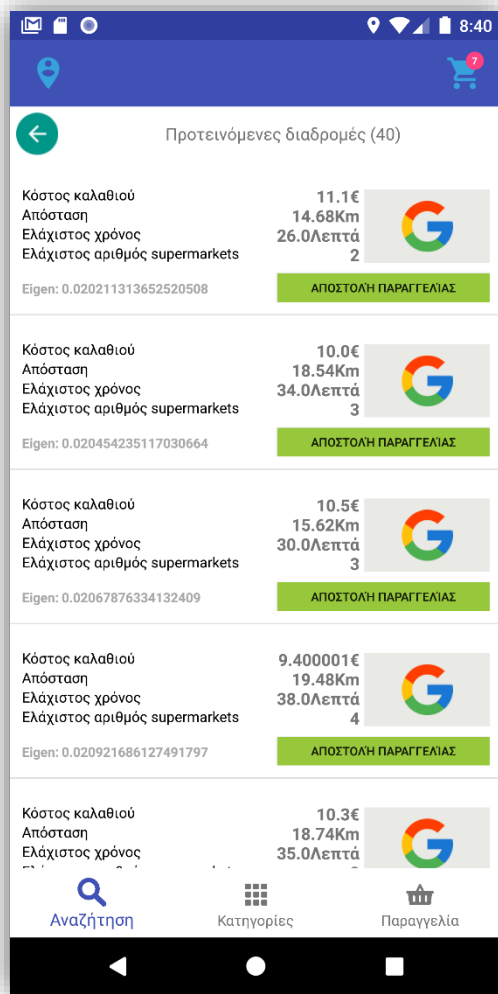 8:40
7
Προτεινόμενες διαδρομές (40)
Κόστος καλαθιού 11.1€
Απόσταση 14.68Km
Ελάχιστος χρόνος 26.0Λεπτά
Ελάχιστος αριθμός supermarkets 2
Eigen: 0.020211313652520508 ΑΠΟΣΤΟΛΉ ΠΑΡΑΓΓΕΛΊΑΣ
Κόστος καλαθιού 10.0€
Απόσταση 18.54Km
Ελάχιστος χρόνος 34.0Λεπτά
Ελάχιστος αριθμός supermarkets 3
Eigen: 0.020454235117030664 ΑΠΟΣΤΟΛΉ ΠΑΡΑΓΓΕΛΊΑΣ
Κόστος καλαθιού 10.5€
Απόσταση 15.62Km
Ελάχιστος χρόνος 30.0Λεπτά
Ελάχιστος αριθμός supermarkets 3
Eigen: 0.02067876334132409 ΑΠΟΣΤΟΛΉ ΠΑΡΑΓΓΕΛΊΑΣ
Κόστος καλαθιού 9.400001€
Απόσταση 19.48Km
Ελάχιστος χρόνος 38.0Λεπτά
Ελάχιστος αριθμός supermarkets 4
Eigen: 0.020921686127491797 ΑΠΟΣΤΟΛΉ ΠΑΡΑΓΓΕΛΊΑΣ
Κόστος καλαθιού 10.3€
Απόσταση 18.74Km
Ελάχιστος χρόνος 35.0Λεπτά
Αναζήτηση Κατηγορίες Παραγγελία